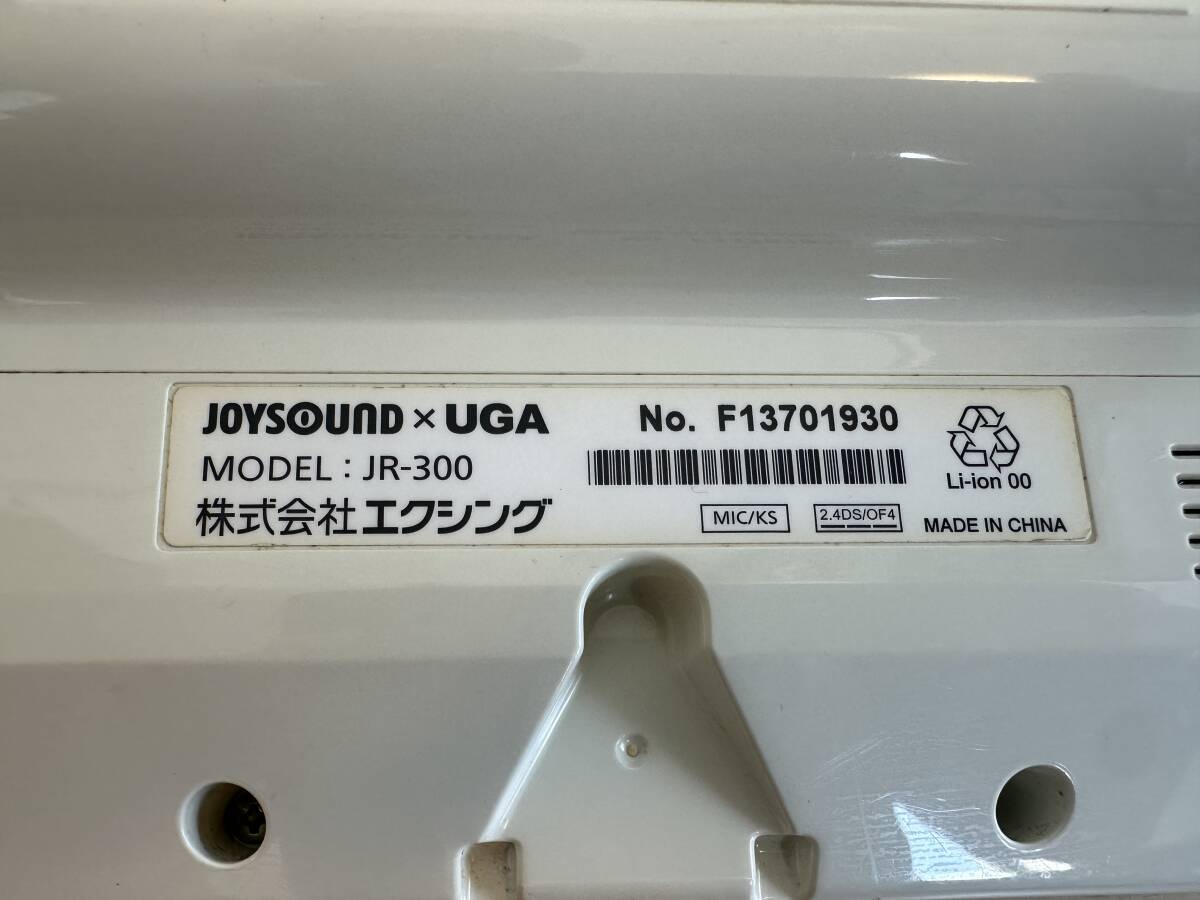 JOYSOUND × UGA
MODEL : JR-300
株式会社エクシング
No. F13701930
MIC/KS
2.4DS/OF4
Li-ion 00
MADE IN CHINA